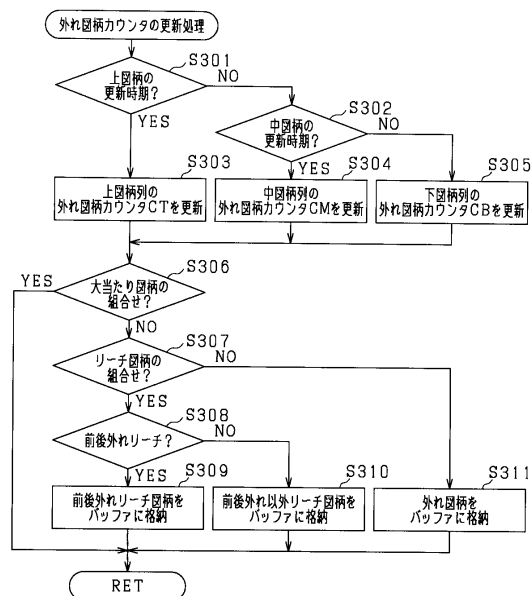 外れ図柄カウンタの更新処理
S301
上図柄の
更新時期?
NO
YES
S302
中図柄の
更新時期?
NO
YES
S303
上図柄列の
外れ図柄カウンタCTを更新
S304
中図柄列の
外れ図柄カウンタCMを更新
S305
下図柄列の
外れ図柄カウンタCBを更新
S306
大当たり図柄の
組合せ?
YES
NO
S307
リーチ図柄の
組合せ?
NO
YES
S308
前後外れリーチ?
NO
YES
S309
前後外れリーチ図柄を
バッファに格納
S310
前後外れ以外リーチ図柄を
バッファに格納
S311
外れ図柄を
バッファに格納
RET